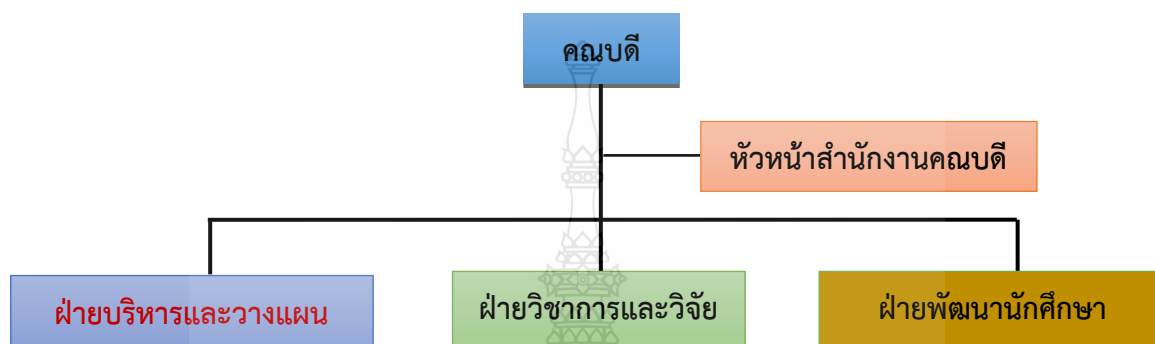 คณบดี
หัวหน้าสำนักงานคณบดี
ฝ่ายบริหารและวางแผน
ฝ่ายวิชาการและวิจัย
ฝ่ายพัฒนานักศึกษา